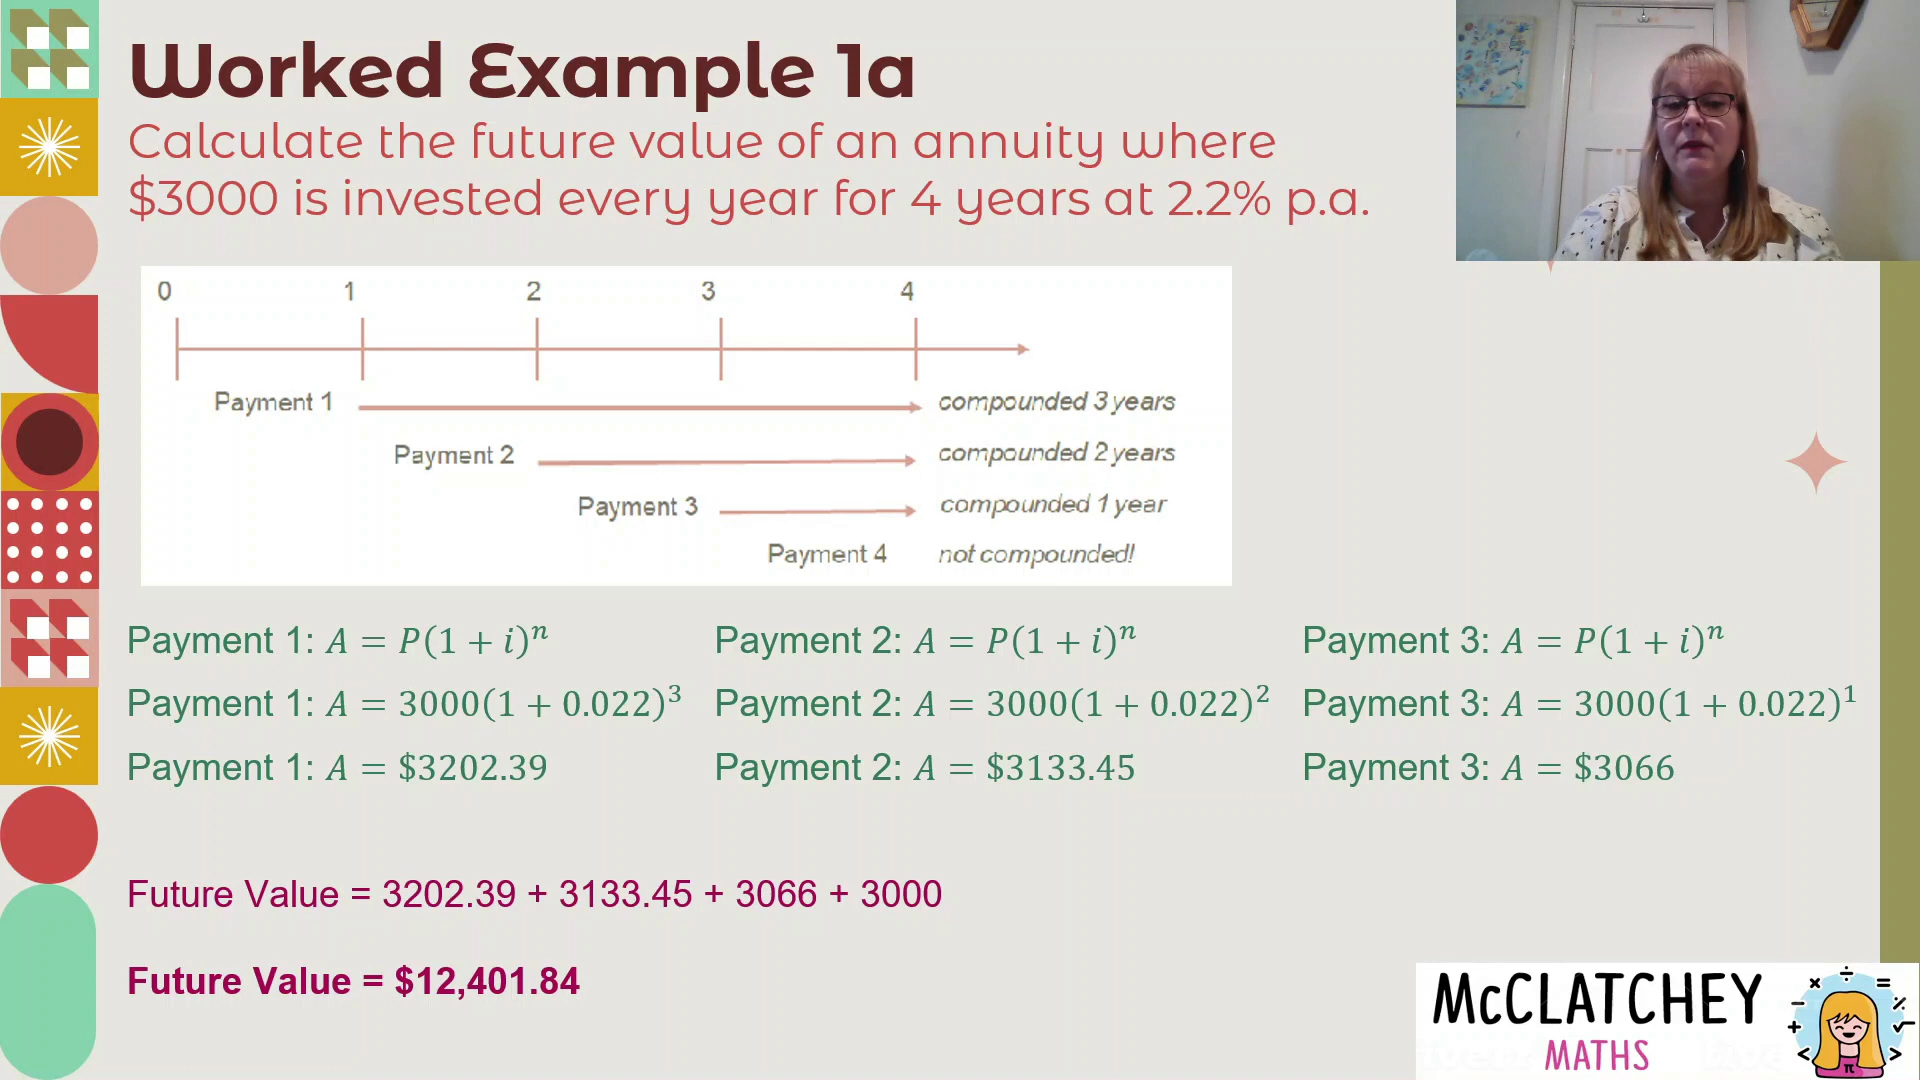 Worked Example 1a
Calculate the future value of an annuity where
$3000 is invested every year for 4 years at 2.2% p.a.
0 1 2 3 4
Payment 1 compounded 3 years
Payment 2 compounded 2 years
Payment 3 compounded 1 year
Payment 4 not compounded!
Payment 1: A = P(1 + i)ⁿ Payment 2: A = P(1 + i)ⁿ Payment 3: A = P(1 + i)ⁿ
Payment 1: A = 3000(1 + 0.022)³ Payment 2: A = 3000(1 + 0.022)² Payment 3: A = 3000(1 + 0.022)¹
Payment 1: A = $3202.39 Payment 2: A = $3133.45 Payment 3: A = $3066
Future Value = 3202.39 + 3133.45 + 3066 + 3000
Future Value = $12,401.84
McCLATCHEY
MATHS
× ÷ = − ⁒ + √ < > π